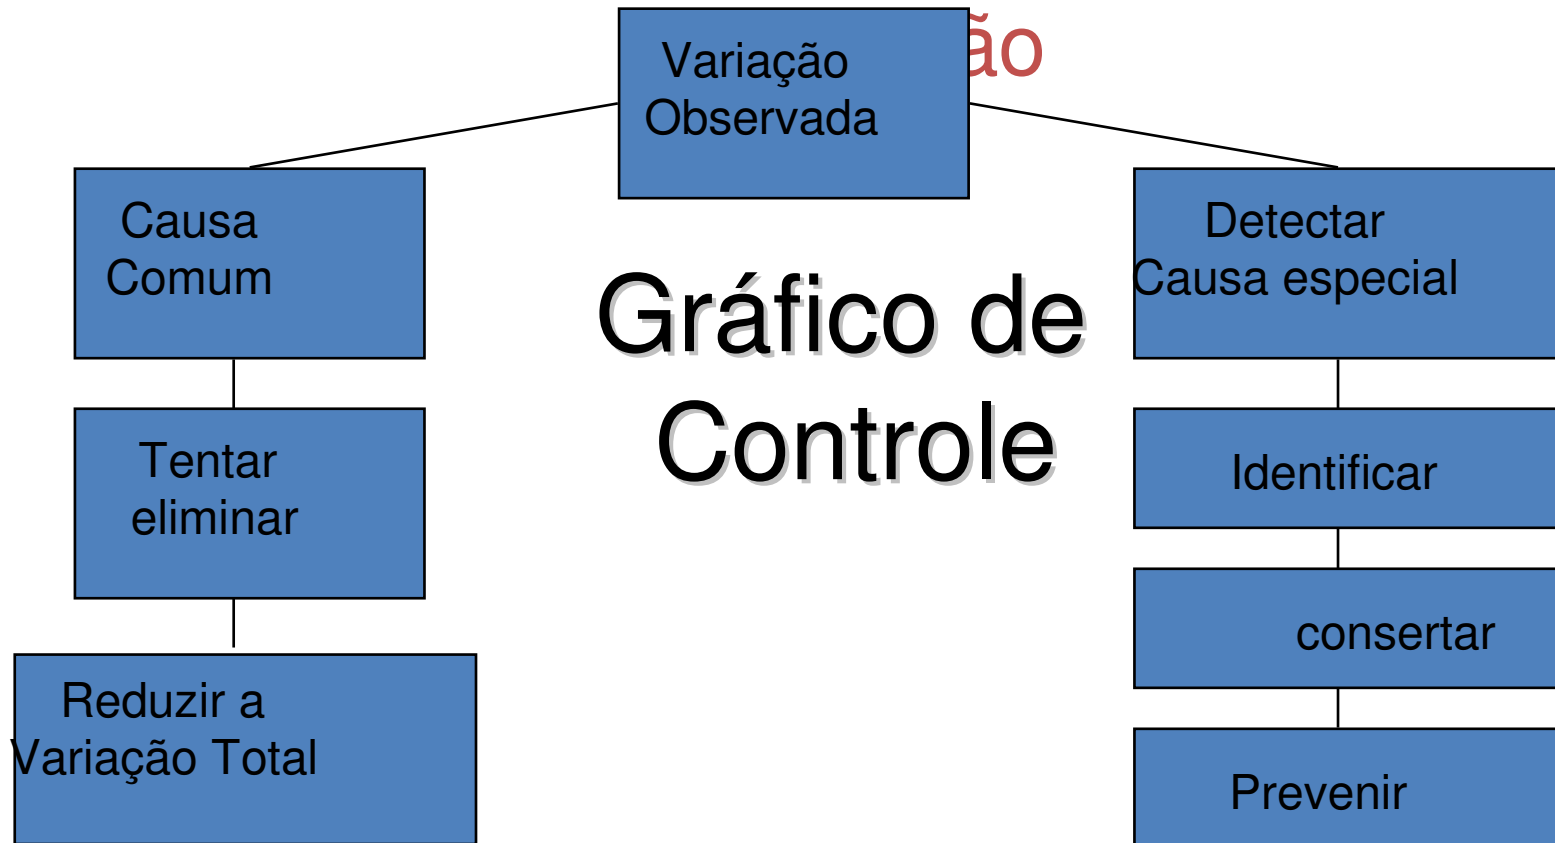 Variação
Observada
Causa
Comum
Tentar
eliminar
Reduzir a
Variação Total
Gráfico de
Controle
Detectar
Causa especial
Identificar
consertar
Prevenir